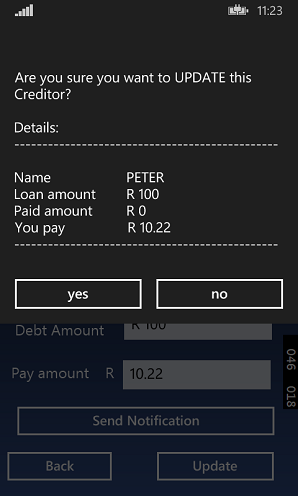 11:23
Are you sure you want to UPDATE this
Creditor?
Details:
------------------------------------------------
Name PETER
Loan amount R 100
Paid amount R 0
You pay R 10.22
------------------------------------------------
yes no
Debt Amount R 100
Pay amount R 10.22
046 018
Send Notification
Back Update